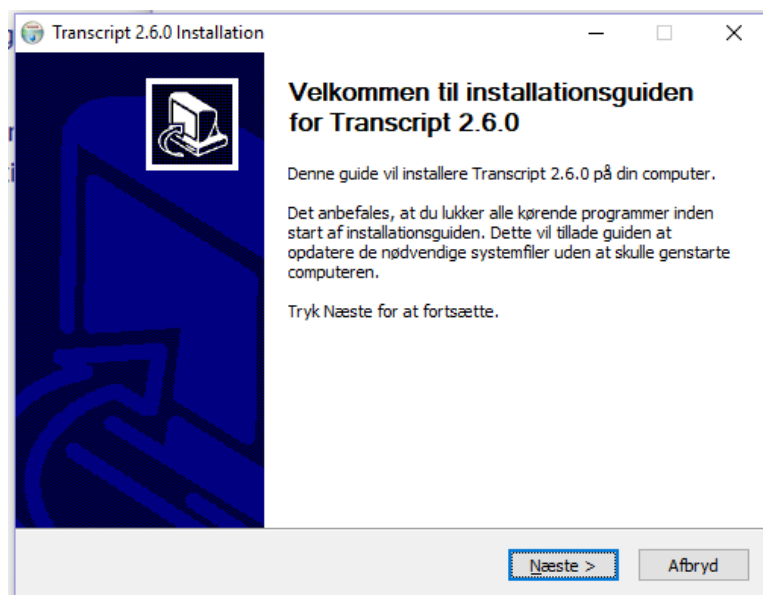 Transcript 2.6.0 Installation
Velkommen til installationsguiden
for Transcript 2.6.0
Denne guide vil installere Transcript 2.6.0 på din computer.
Det anbefales, at du lukker alle kørende programmer inden
start af installationsguiden. Dette vil tillade guiden at
opdatere de nødvendige systemfiler uden at skulle genstarte
computeren.
Tryk Næste for at fortsætte.
Næste >
Afbryd